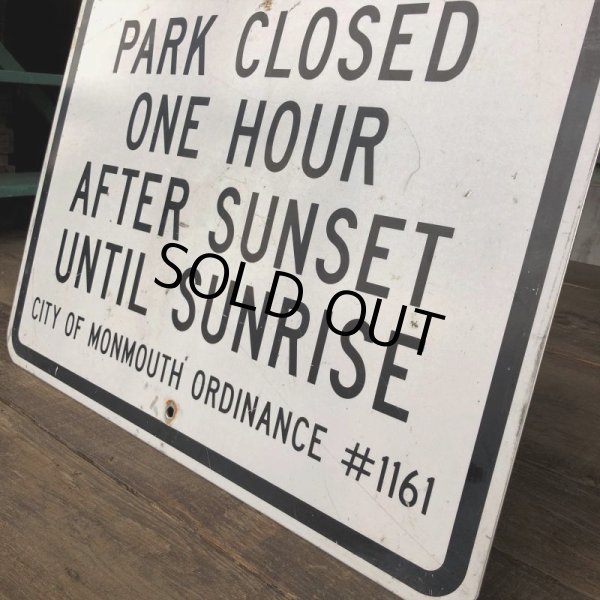 PARK CLOSED
ONE HOUR
AFTER SUNSET
UNTIL SUNRISE
SOLD OUT
CITY OF MONMOUTH ORDINANCE #1161